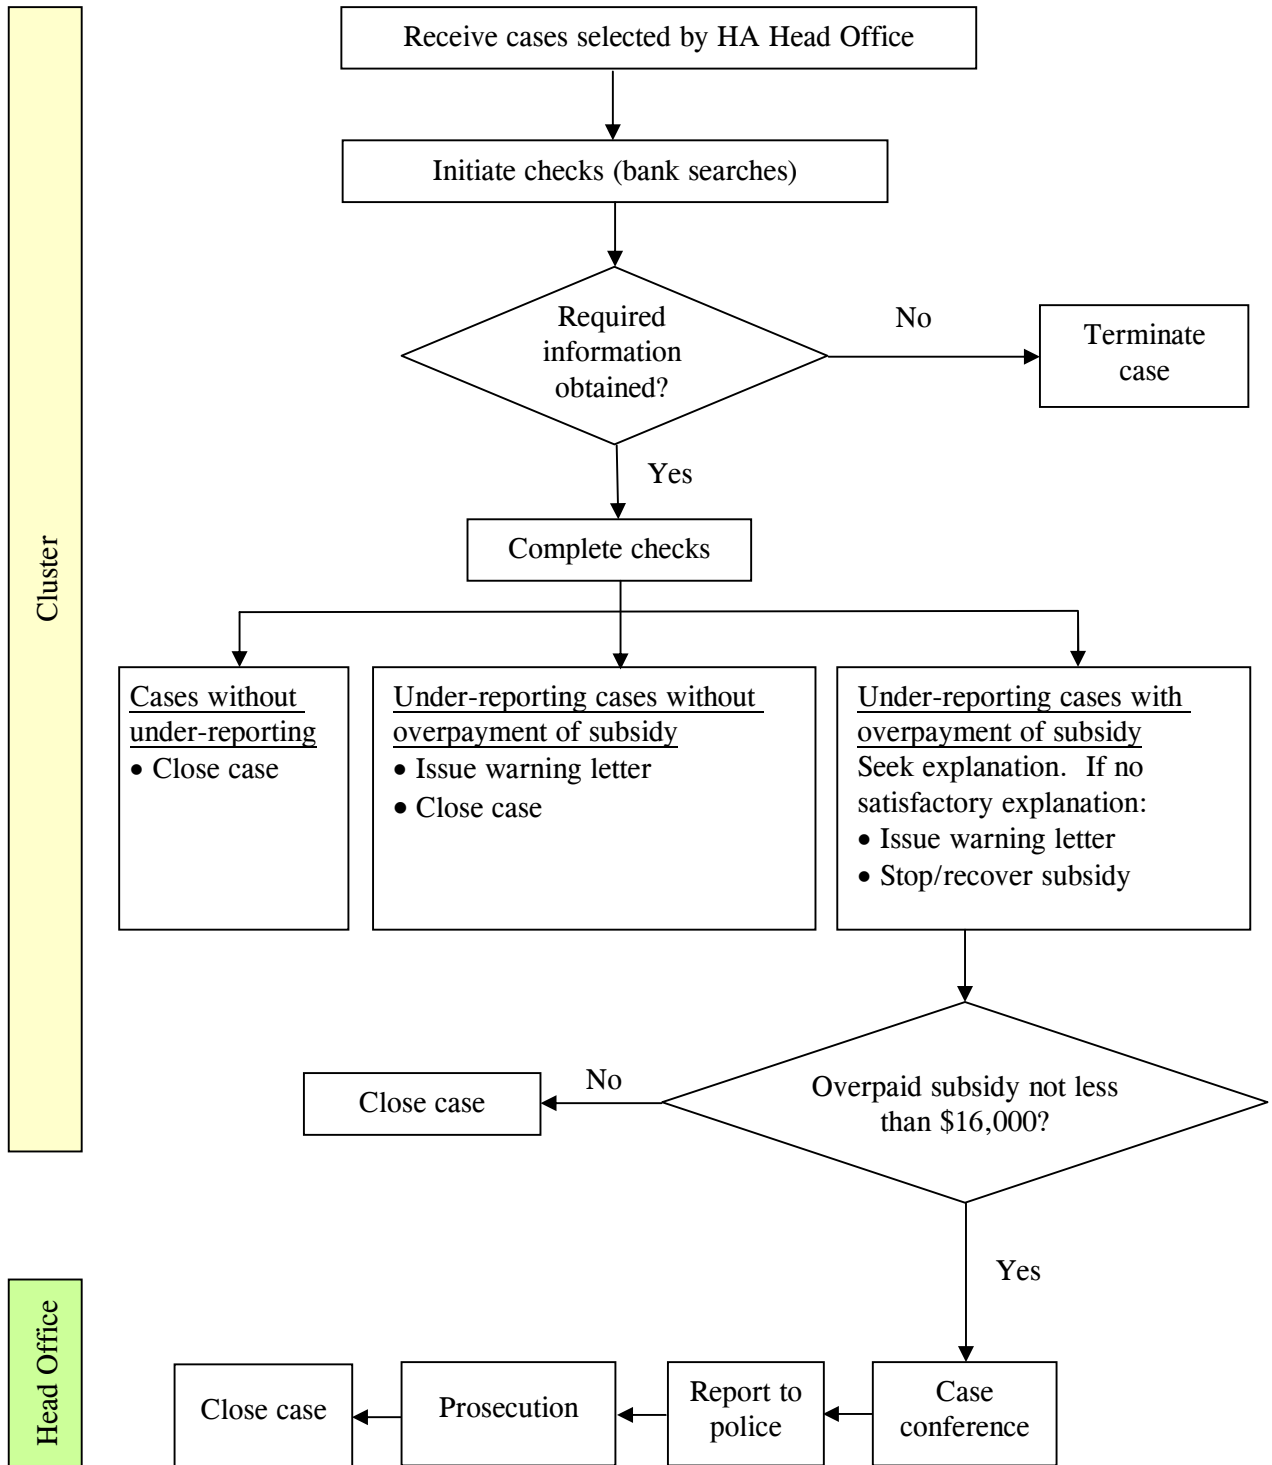 Receive cases selected by HA Head Office
Initiate checks (bank searches)
Required
information
obtained?
No
Terminate
case
Yes
Complete checks
Cluster
Cases without
under-reporting
• Close case
Under-reporting cases without
overpayment of subsidy
• Issue warning letter
• Close case
Under-reporting cases with
overpayment of subsidy
Seek explanation. If no
satisfactory explanation:
• Issue warning letter
• Stop/recover subsidy
Overpaid subsidy not less
than $16,000?
No
Close case
Yes
Head Office
Case
conference
Report to
police
Prosecution
Close case